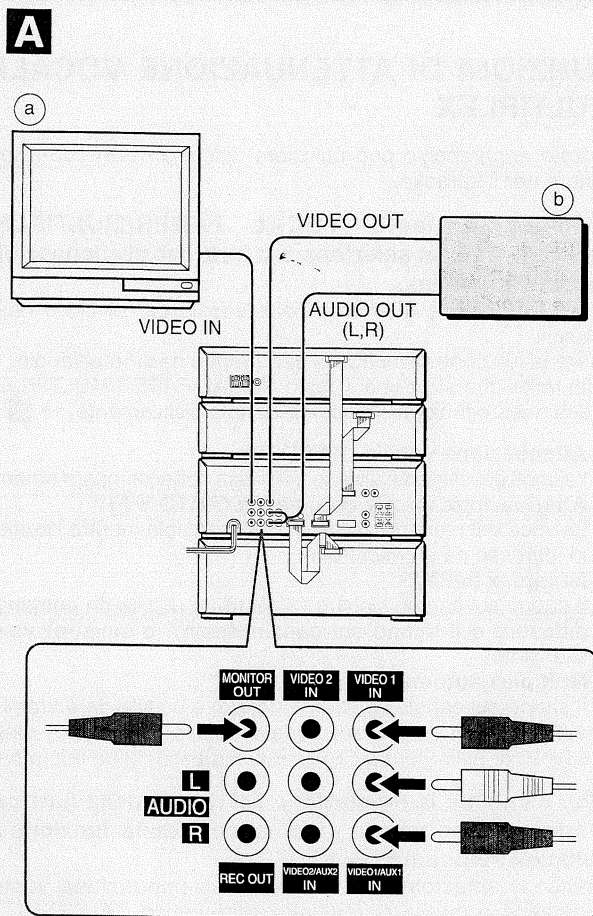 A
a
b
VIDEO OUT
VIDEO IN
AUDIO OUT
(L,R)
MONITOR OUT
VIDEO 2 IN
VIDEO 1 IN
L
AUDIO
R
REC OUT
VIDEO2/AUX2 IN
VIDEO1/AUX1 IN